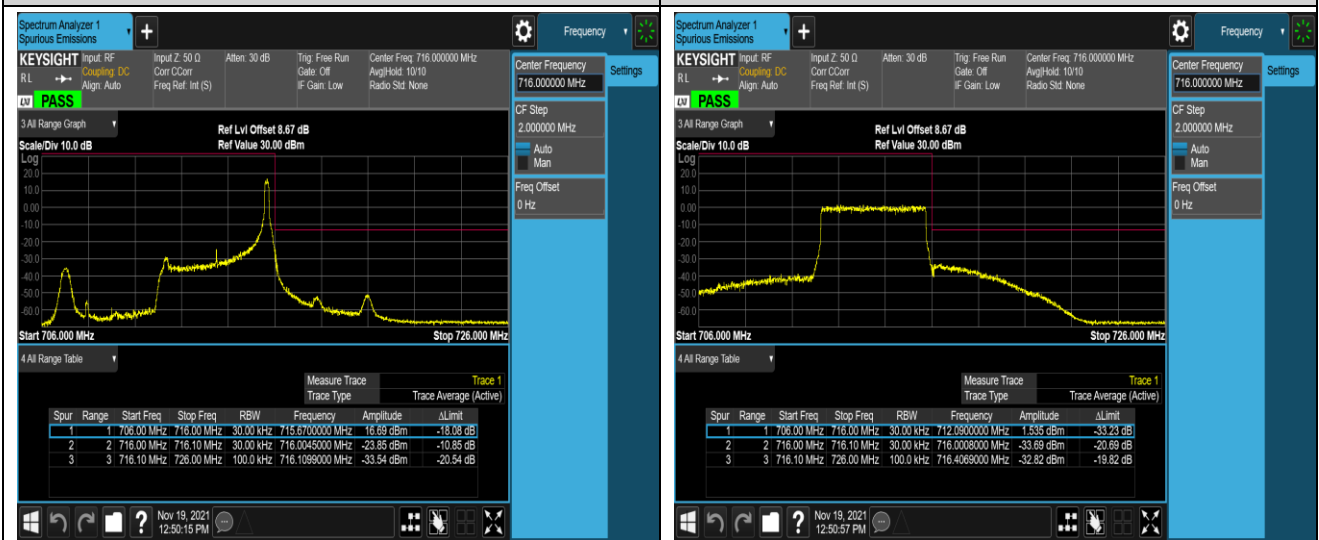 Spectrum Analyzer 1
Spurious Emissions
Frequency
KEYSIGHT
Input: RF
Coupling: DC
Align: Auto
Input Z: 50 Ω
Corr CCorr
Freq Ref: Int (S)
Atten: 30 dB
Trig: Free Run
Gate: Off
IF Gain: Low
Center Freq: 716.000000 MHz
Avg|Hold: 10/10
Radio Std: None
RL
LXI
PASS
Center Frequency
716.000000 MHz
Settings
CF Step
2.000000 MHz
Auto
Man
Freq Offset
0 Hz
3 All Range Graph
Ref Lvl Offset 8.67 dB
Scale/Div 10.0 dB
Ref Value 30.00 dBm
Log
20.0
10.0
0.00
-10.0
-20.0
-30.0
-40.0
-50.0
-60.0
Start 706.000 MHz
Stop 726.000 MHz
4 All Range Table
Measure Trace Trace 1
Trace Type Trace Average (Active)
Spur Range Start Freq Stop Freq RBW Frequency Amplitude ΔLimit
1 1 706.00 MHz 716.00 MHz 30.00 kHz 715.6700000 MHz 16.69 dBm -18.08 dB
2 2 716.00 MHz 716.10 MHz 30.00 kHz 716.0045000 MHz -23.85 dBm -10.85 dB
3 3 716.10 MHz 726.00 MHz 100.0 kHz 716.1099000 MHz -33.54 dBm -20.54 dB
?
Nov 19, 2021
12:50:15 PM
Spectrum Analyzer 1
Spurious Emissions
Frequency
KEYSIGHT
Input: RF
Coupling: DC
Align: Auto
Input Z: 50 Ω
Corr CCorr
Freq Ref: Int (S)
Atten: 30 dB
Trig: Free Run
Gate: Off
IF Gain: Low
Center Freq: 716.000000 MHz
Avg|Hold: 10/10
Radio Std: None
RL
LXI
PASS
Center Frequency
716.000000 MHz
Settings
CF Step
2.000000 MHz
Auto
Man
Freq Offset
0 Hz
3 All Range Graph
Ref Lvl Offset 8.67 dB
Scale/Div 10.0 dB
Ref Value 30.00 dBm
Log
20.0
10.0
0.00
-10.0
-20.0
-30.0
-40.0
-50.0
-60.0
Start 706.000 MHz
Stop 726.000 MHz
4 All Range Table
Measure Trace Trace 1
Trace Type Trace Average (Active)
Spur Range Start Freq Stop Freq RBW Frequency Amplitude ΔLimit
1 1 706.00 MHz 716.00 MHz 30.00 kHz 712.0900000 MHz 1.535 dBm -33.23 dB
2 2 716.00 MHz 716.10 MHz 30.00 kHz 716.0008000 MHz -33.69 dBm -20.69 dB
3 3 716.10 MHz 726.00 MHz 100.0 kHz 716.4069000 MHz -32.82 dBm -19.82 dB
?
Nov 19, 2021
12:50:57 PM